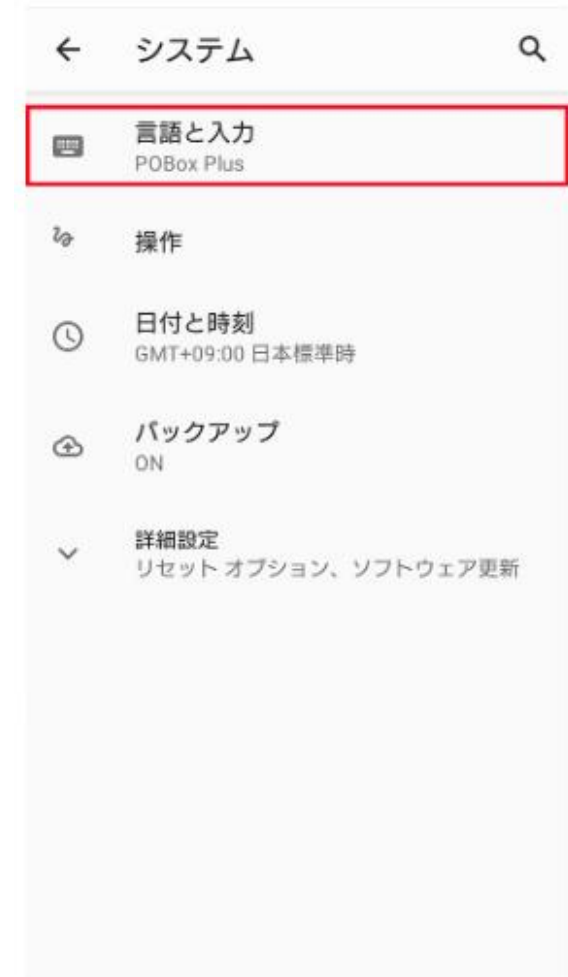 システム
言語と入力
POBox Plus
操作
日付と時刻
GMT+09:00 日本標準時
バックアップ
ON
詳細設定
リセット オプション、ソフトウェア更新